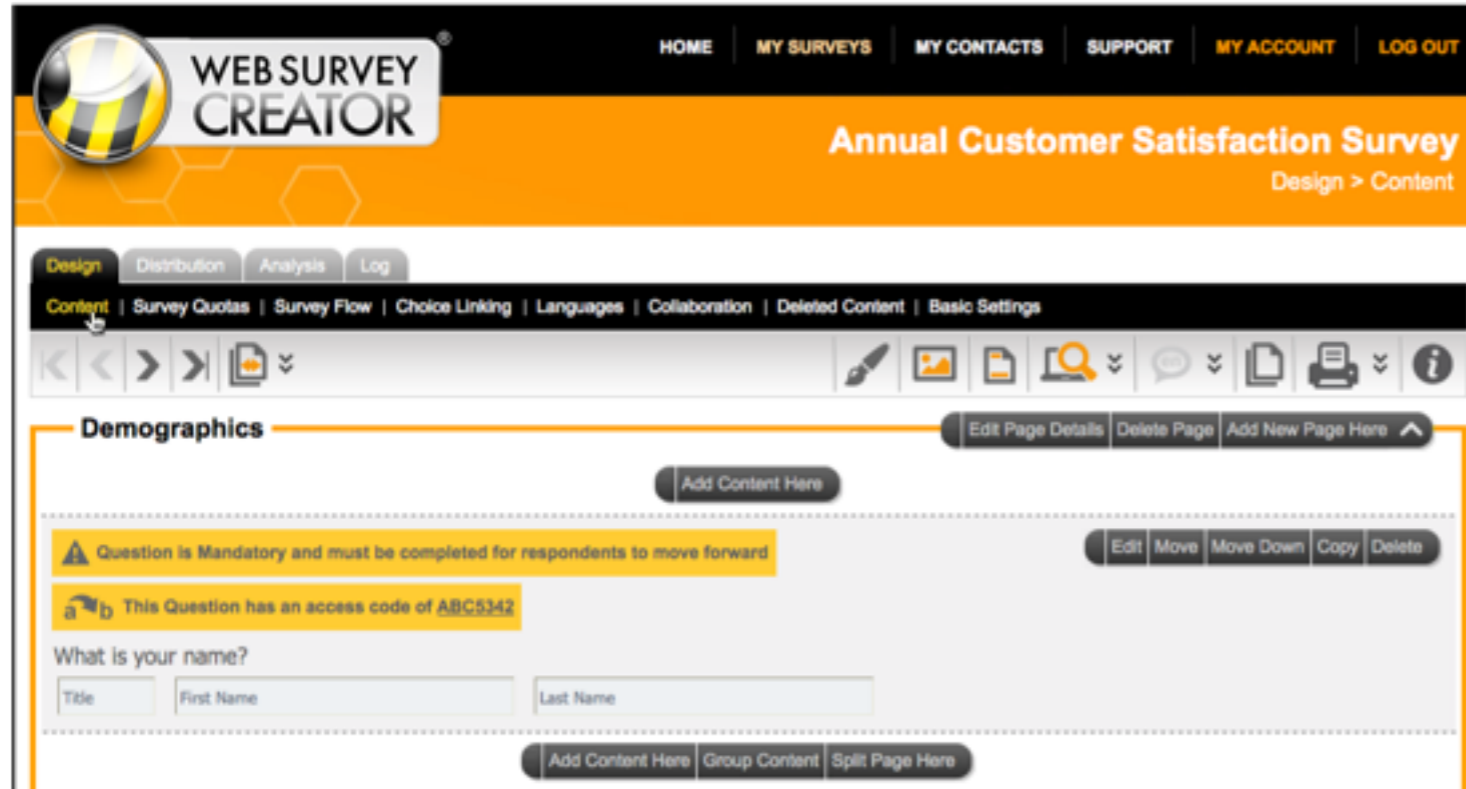 WEB SURVEY
CREATOR
®
HOME MY SURVEYS MY CONTACTS SUPPORT MY ACCOUNT LOG OUT
Annual Customer Satisfaction Survey
Design > Content
Design Distribution Analysis Log
Content | Survey Quotas | Survey Flow | Choice Linking | Languages | Collaboration | Deleted Content | Basic Settings
Demographics
Edit Page Details Delete Page Add New Page Here
Add Content Here
Question is Mandatory and must be completed for respondents to move forward
Edit Move Move Down Copy Delete
a b This Question has an access code of ABC5342
What is your name?
Title First Name Last Name
Add Content Here Group Content Split Page Here